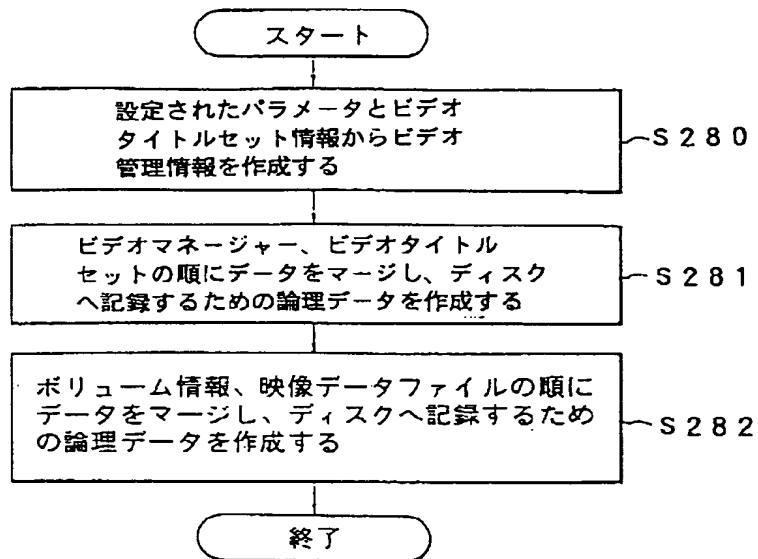 スタート
設定されたパラメータとビデオ
タイトルセット情報からビデオ
管理情報を作成する
S280
ビデオマネージャー、ビデオタイトル
セットの順にデータをマージし、ディスク
へ記録するための論理データを作成する
S281
ボリューム情報、映像データファイルの順に
データをマージし、ディスクへ記録するため
の論理データを作成する
S282
終了